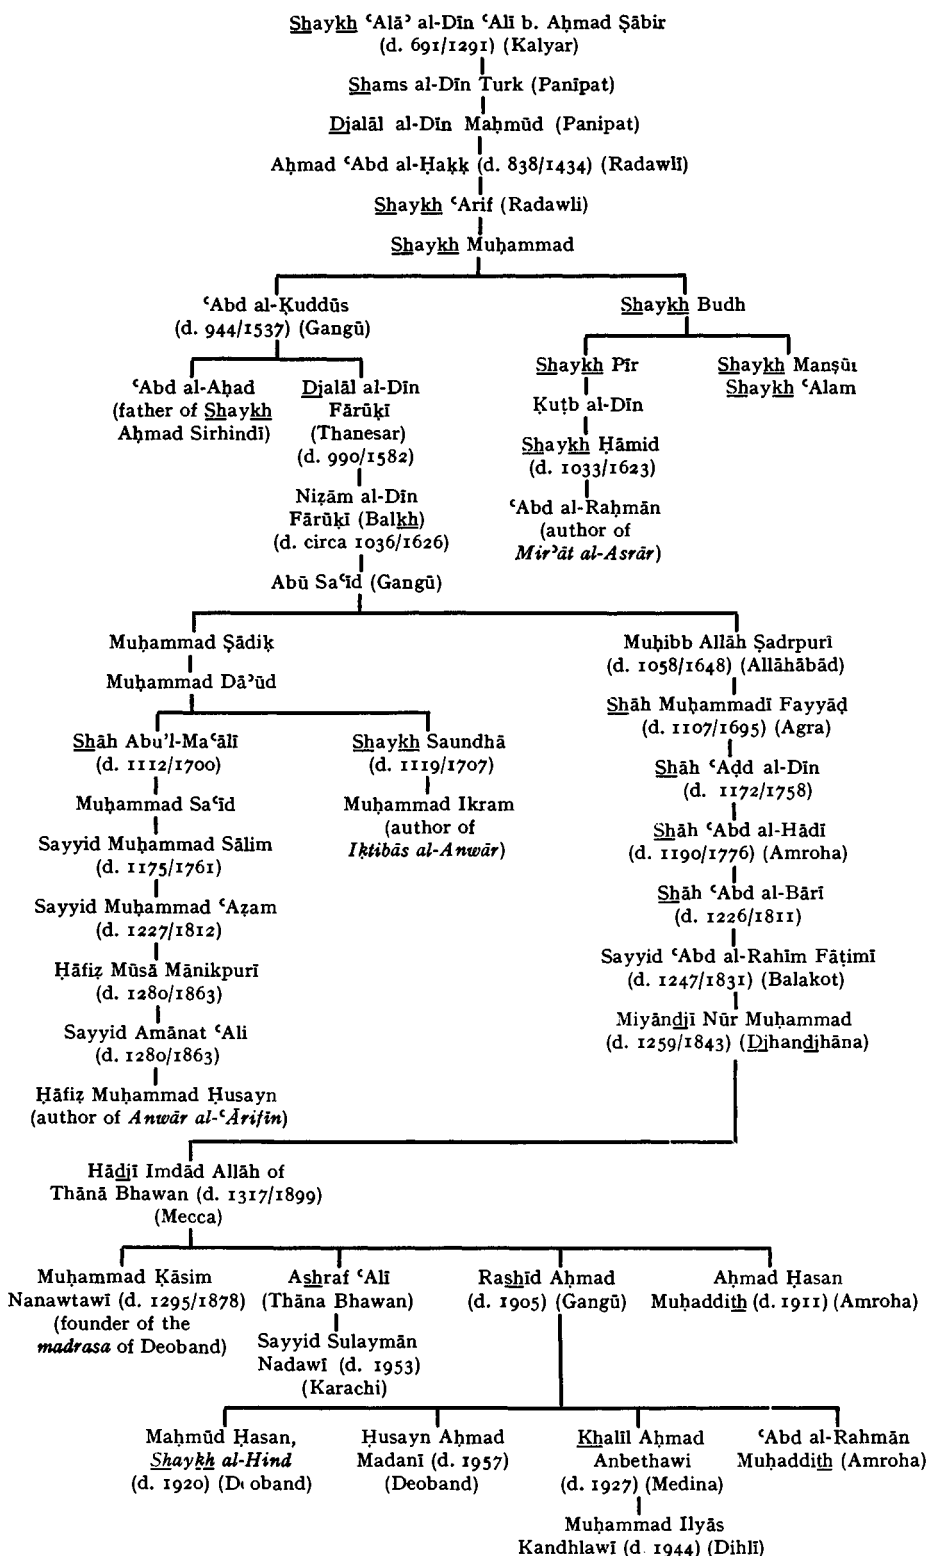 Shaykh ʿAlāʾ al-Dīn ʿAlī b. Aḥmad Ṣābir
(d. 691/1291) (Kalyar)
Shams al-Dīn Turk (Panīpat)
Djalāl al-Dīn Maḥmūd (Panipat)
Aḥmad ʿAbd al-Ḥaḳḳ (d. 838/1434) (Radawlī)
Shaykh ʿArif (Radawli)
Shaykh Muḥammad
ʿAbd al-Ḳuddūs
(d. 944/1537) (Gangū)
Shaykh Budh
ʿAbd al-Aḥad
(father of Shaykh
Aḥmad Sirhindī)
Djalāl al-Dīn
Fārūḳī
(Thanesar)
(d. 990/1582)
Niẓām al-Dīn
Fārūḳī (Balkh)
(d. circa 1036/1626)
Abū Saʿīd (Gangū)
Shaykh Pīr
Ḳuṭb al-Dīn
Shaykh Ḥāmid
(d. 1033/1623)
ʿAbd al-Raḥmān
(author of
Mirʾāt al-Asrār)
Shaykh
Shaykh ʿAlam
Muḥammad Ṣādiḳ
Muḥammad Dāʾūd
Shāh Abu’l-Maʿālī
(d. 1112/1700)
Muḥammad Saʿīd
Sayyid Muḥammad Sālim
(d. 1175/1761)
Sayyid Muḥammad ʿAẓam
(d. 1227/1812)
Ḥāfiẓ Mūsā Mānikpurī
(d. 1280/1863)
Sayyid Amānat ʿAli
(d. 1280/1863)
Ḥāfiẓ Muḥammad Ḥusayn
(author of Anwār al-ʿĀrifīn)
Shaykh Saundhā
(d. 1119/1707)
Muḥammad Ikram
(author of
Iḳtibās al-Anwār)
Muḥibb Allāh Ṣadrpurī
(d. 1058/1648) (Allāhābād)
Shāh Muḥammadī Fayyāḍ
(d. 1107/1695) (Agra)
Shāh ʿAḍd al-Dīn
(d. 1172/1758)
Shāh ʿAbd al-Hādī
(d. 1190/1776) (Amroha)
Shāh ʿAbd al-Bārī
(d. 1226/1811)
Sayyid ʿAbd al-Raḥīm Fāṭimī
(d. 1247/1831) (Balakot)
Miyāndjī Nūr Muḥammad
(d. 1259/1843) (Djhandjhāna)
Ḥādjī Imdād Allāh of
Thānā Bhawan (d. 1317/1899)
(Mecca)
Muḥammad Ḳāsim
Nanawtawī (d. 1295/1878)
(founder of the
madrasa of Deoband)
Ashraf ʿAlī
(Thāna Bhawan)
Sayyid Sulaymān
Nadawī (d. 1953)
(Karachi)
Rashīd Aḥmad
(d. 1905) (Gangū)
Aḥmad Ḥasan
Muḥaddith (d. 1911) (Amroha)
Maḥmūd Ḥasan,
Shaykh al-Hind
(d. 1920) (Deoband)
Ḥusayn Aḥmad
Madanī (d. 1957)
(Deoband)
Khalīl Aḥmad
Anbethawi
(d. 1927) (Medina)
Muḥammad Ilyās
Kandhlawī (d. 1944) (Dihlī)
ʿAbd al-Raḥmān
Muḥaddith (Amroha)